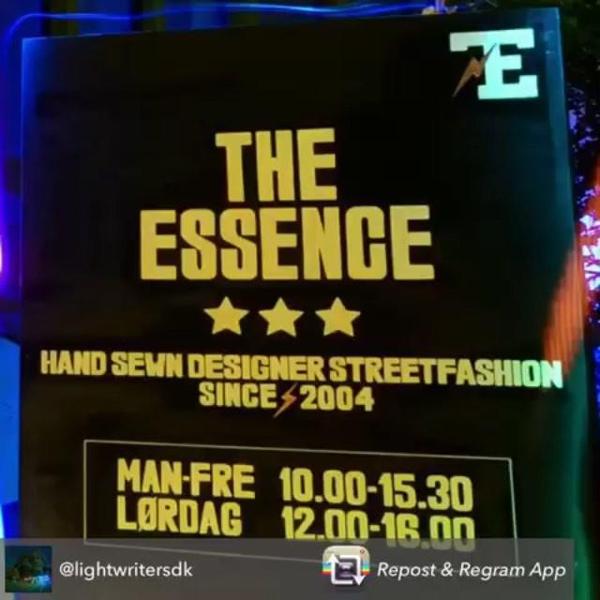 TE
THE
ESSENCE
HAND SEWN DESIGNER STREETFASHION
SINCE 2004
MAN-FRE 10.00-15.30
LØRDAG 12.00-16.00
@lightwritersdk
Repost & Regram App